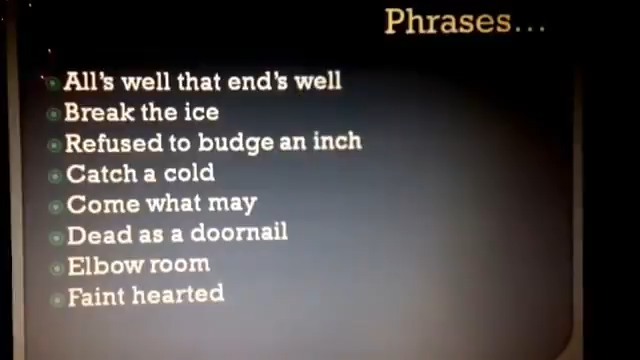 Phrases...
All's well that end's well
Break the ice
Refused to budge an inch
Catch a cold
Come what may
Dead as a doornail
Elbow room
Faint hearted